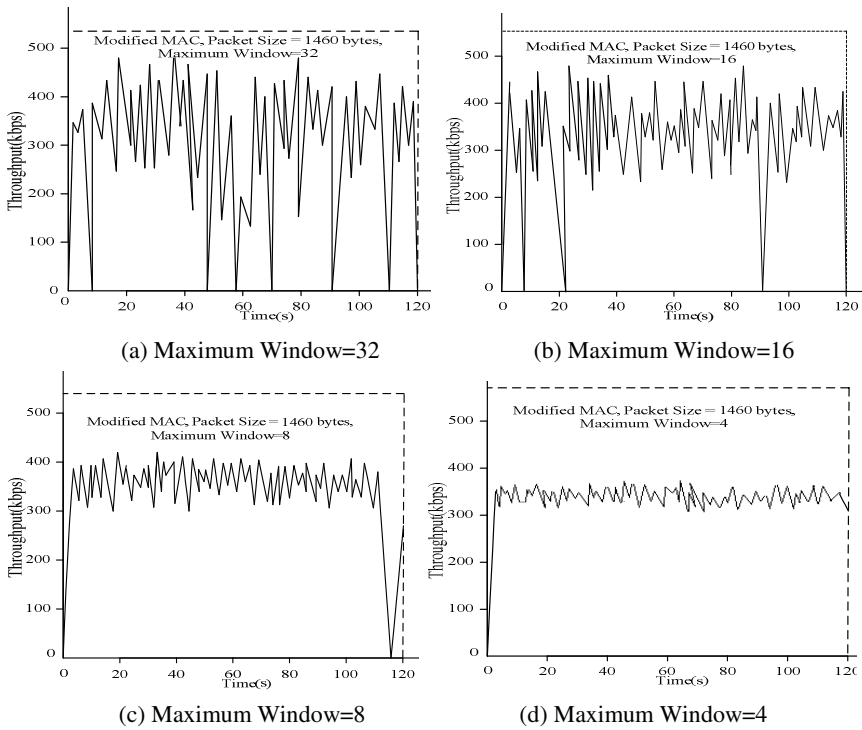 500
400
300
200
100
0
Throughput(kbps)
Modified MAC, Packet Size = 1460 bytes,
Maximum Window=32
0 20 40 60 80 100 120
Time(s)
(a) Maximum Window=32
500
400
300
200
100
0
Throughput(kbps)
Modified MAC, Packet Size = 1460 bytes,
Maximum Window=16
0 20 40 60 80 100 120
Time(s)
(b) Maximum Window=16
500
400
300
200
100
0
Throughput(kbps)
Modified MAC, Packet Size = 1460 bytes,
Maximum Window=8
0 20 40 60 80 100 120
Time(s)
(c) Maximum Window=8
500
400
300
200
100
0
Throughput(kbps)
Modified MAC, Packet Size = 1460 bytes,
Maximum Window=4
0 20 40 60 80 100 120
Time(s)
(d) Maximum Window=4